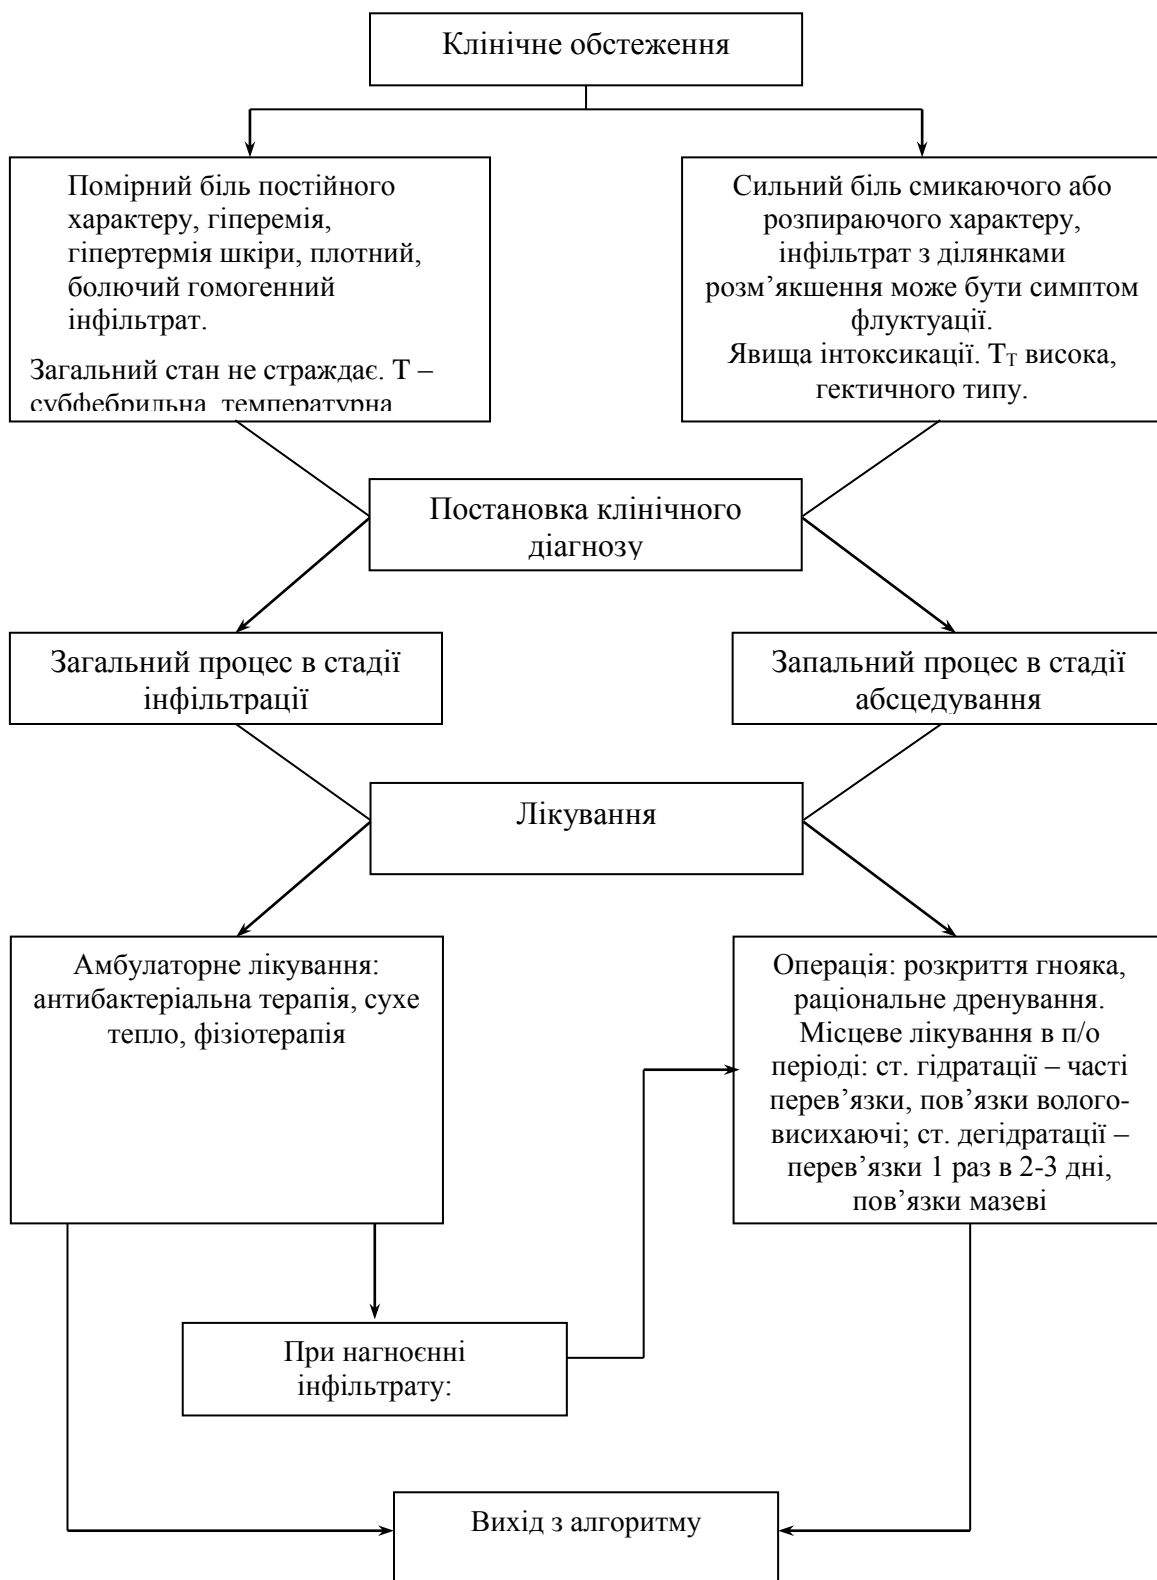 Клінічне обстеження
Помірний біль постійного
характеру, гіперемія,
гіпертермія шкіри, плотний,
болючий гомогенний
інфільтрат.
Загальний стан не страждає. Т –
субфебрильна, температурна
Сильний біль смикаючого або
розпираючого характеру,
інфільтрат з ділянками
розм’якшення може бути симптом
флуктуації.
Явища інтоксикації. Тт висока,
гектичного типу.
Постановка клінічного
діагнозу
Загальний процес в стадії
інфільтрації
Запальний процес в стадії
абсцедування
Лікування
Амбулаторне лікування:
антибактеріальна терапія, сухе
тепло, фізіотерапія
Операція: розкриття гнояка,
раціональне дренування.
Місцеве лікування в п/о
періоді: ст. гідратації – часті
перев’язки, пов’язки волого-
висихаючі; ст. дегідратації –
перев’язки 1 раз в 2-3 дні,
пов’язки мазеві
При нагноєнні
інфільтрату:
Вихід з алгоритму